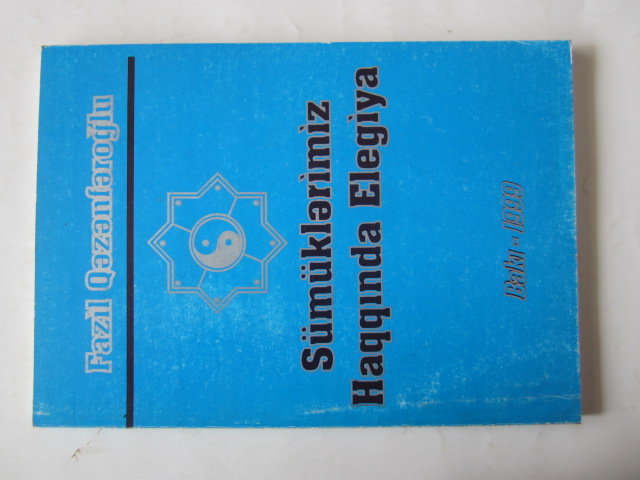 Fazil Qəzənfəroğlu
Sümüklərimiz
Haqqında Elegiya
Bakı - 1999